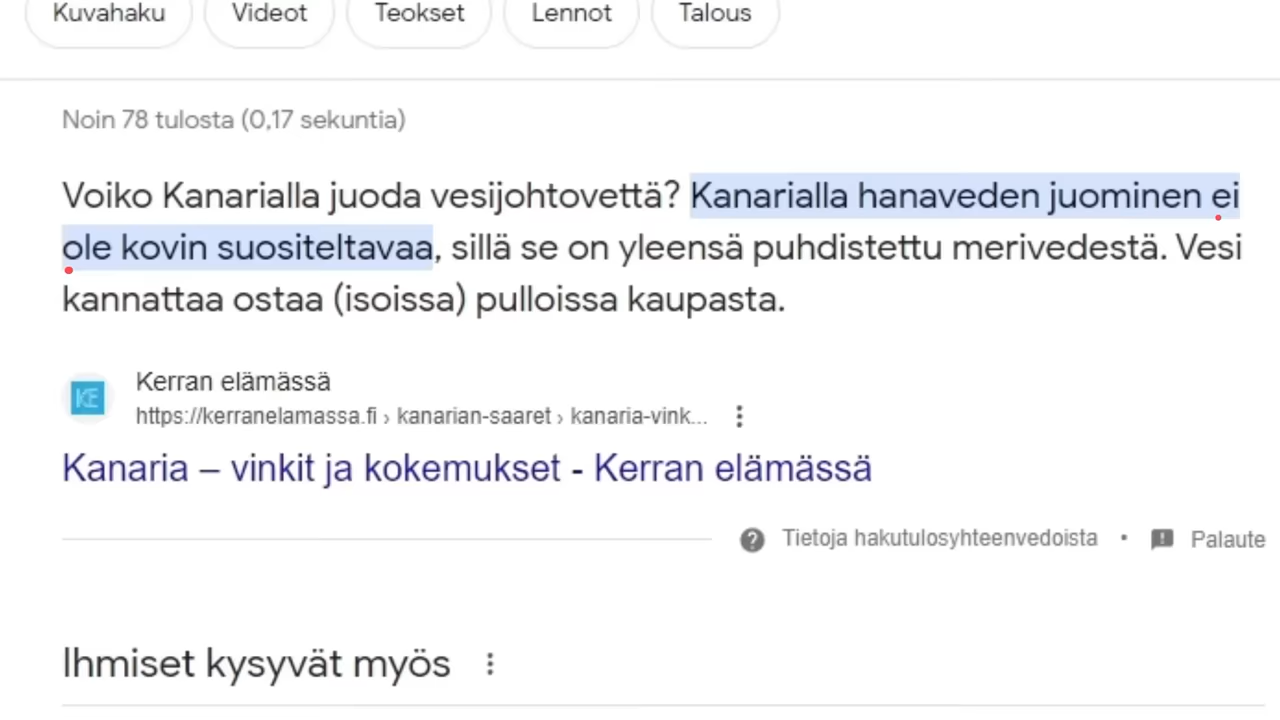 Kuvahaku Videot Teokset Lennot Talous
Noin 78 tulosta (0,17 sekuntia)
Voiko Kanarialla juoda vesijohtovettä? Kanarialla hanaveden juominen ei
ole kovin suositeltavaa, sillä se on yleensä puhdistettu merivedestä. Vesi
kannattaa ostaa (isoissa) pulloissa kaupasta.
KE
Kerran elämässä
https://kerranelamassa.fi › kanarian-saaret › kanaria-vink...
Kanaria – vinkit ja kokemukset - Kerran elämässä
Tietoja hakutulosyhteenvedoista • Palaute
Ihmiset kysyvät myös